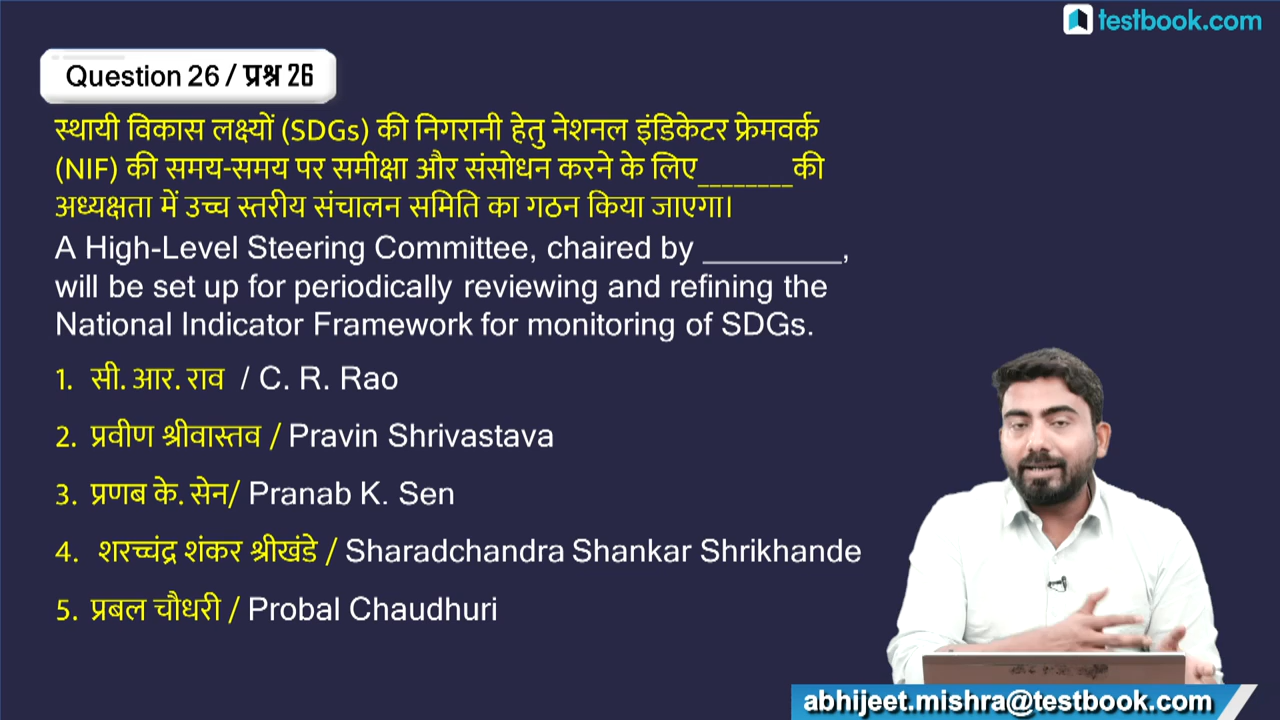 testbook.com
Question 26 / प्रश्न 26
स्थायी विकास लक्ष्यों (SDGs) की निगरानी हेतु नेशनल इंडिकेटर फ्रेमवर्क
(NIF) की समय-समय पर समीक्षा और संसोधन करने के लिए________की
अध्यक्षता में उच्च स्तरीय संचालन समिति का गठन किया जाएगा।
A High-Level Steering Committee, chaired by ________,
will be set up for periodically reviewing and refining the
National Indicator Framework for monitoring of SDGs.
1. सी. आर. राव / C. R. Rao
2. प्रवीण श्रीवास्तव / Pravin Shrivastava
3. प्रणब के. सेन/ Pranab K. Sen
4. शरच्चंद्र शंकर श्रीखंडे / Sharadchandra Shankar Shrikhande
5. प्रबल चौधरी / Probal Chaudhuri
abhijeet.mishra@testbook.com